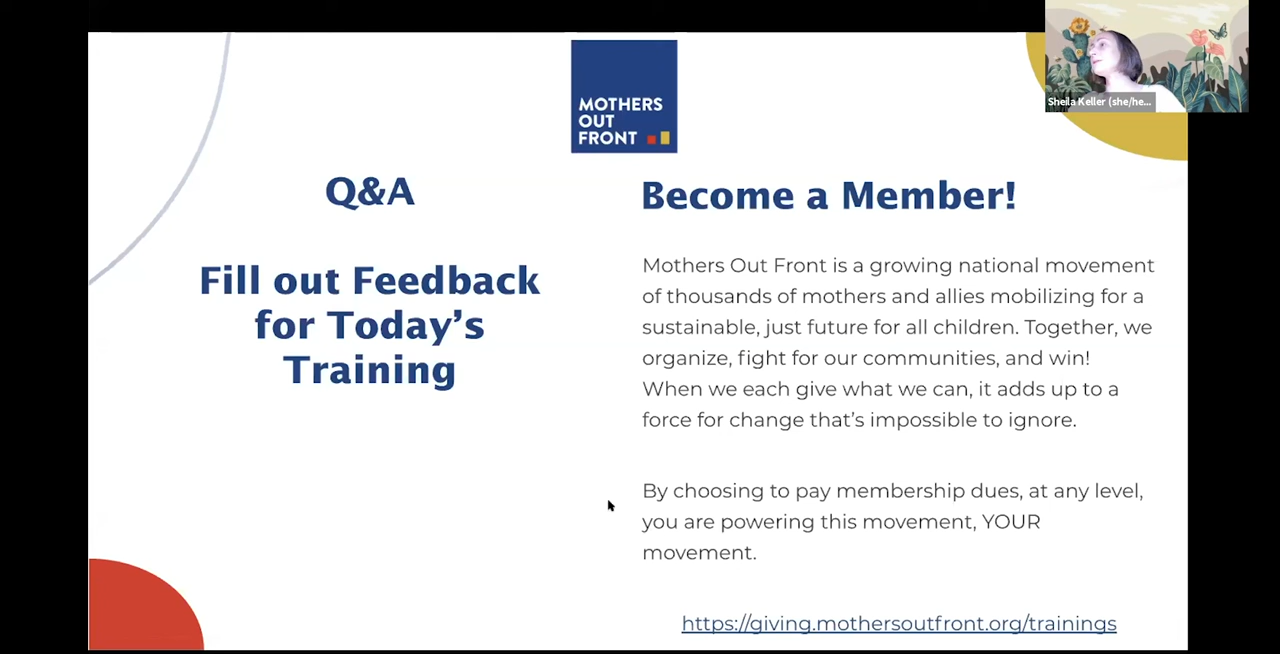 MOTHERS
OUT
FRONT
Sheila Keller (she/he...
Q&A
Fill out Feedback
for Today’s
Training
Become a Member!
Mothers Out Front is a growing national movement
of thousands of mothers and allies mobilizing for a
sustainable, just future for all children. Together, we
organize, fight for our communities, and win!
When we each give what we can, it adds up to a
force for change that’s impossible to ignore.
By choosing to pay membership dues, at any level,
you are powering this movement, YOUR
movement.
https://giving.mothersoutfront.org/trainings